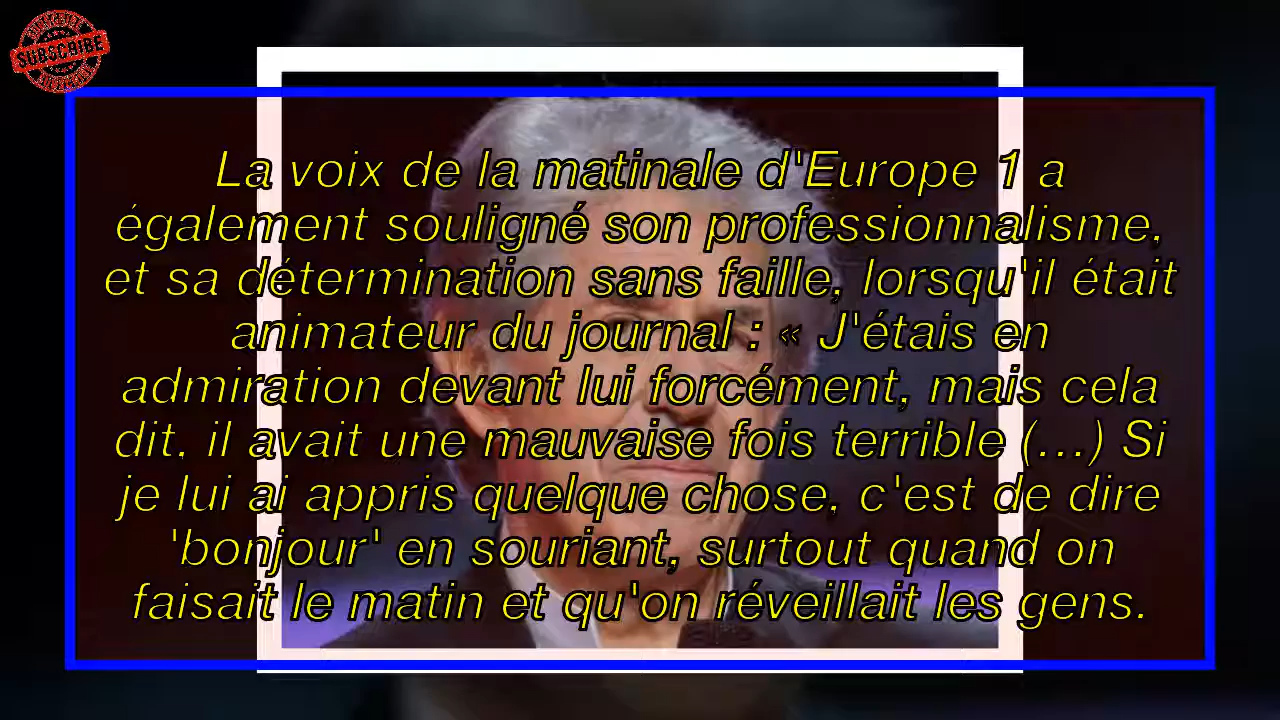 SUBSCRIBE
La voix de la matinale d'Europe 1 a
également souligné son professionnalisme,
et sa détermination sans faille, lorsqu'il était
animateur du journal : « J'étais en
admiration devant lui forcément, mais cela
dit, il avait une mauvaise fois terrible (…) Si
je lui ai appris quelque chose, c'est de dire
'bonjour' en souriant, surtout quand on
faisait le matin et qu'on réveillait les gens.